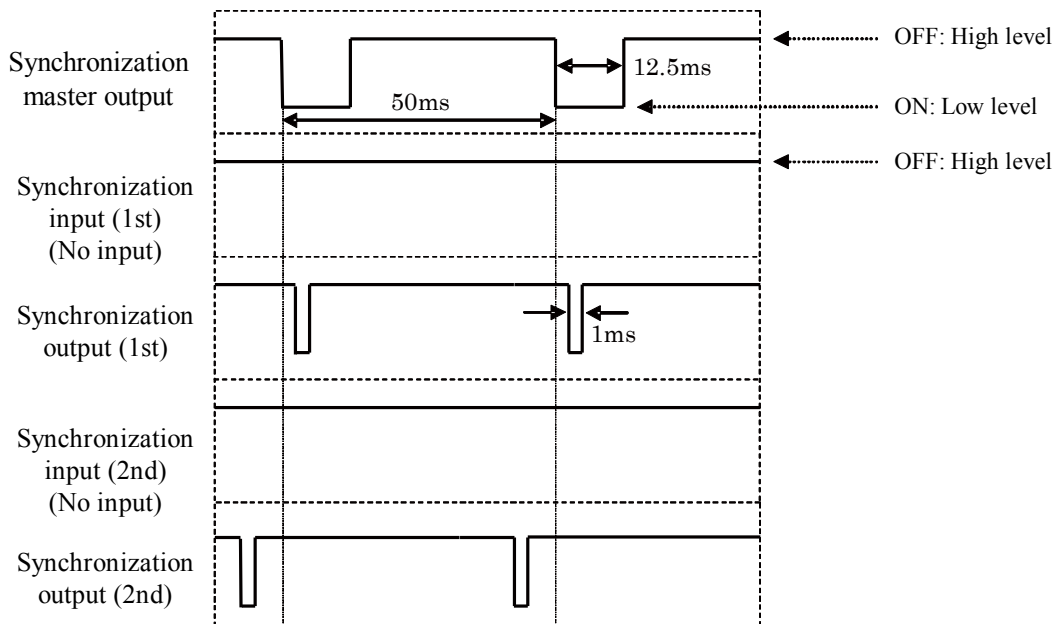 OFF: High level
Synchronization
master output
12.5ms
50ms
ON: Low level
OFF: High level
Synchronization
input (1st)
(No input)
Synchronization
output (1st)
1ms
Synchronization
input (2nd)
(No input)
Synchronization
output (2nd)